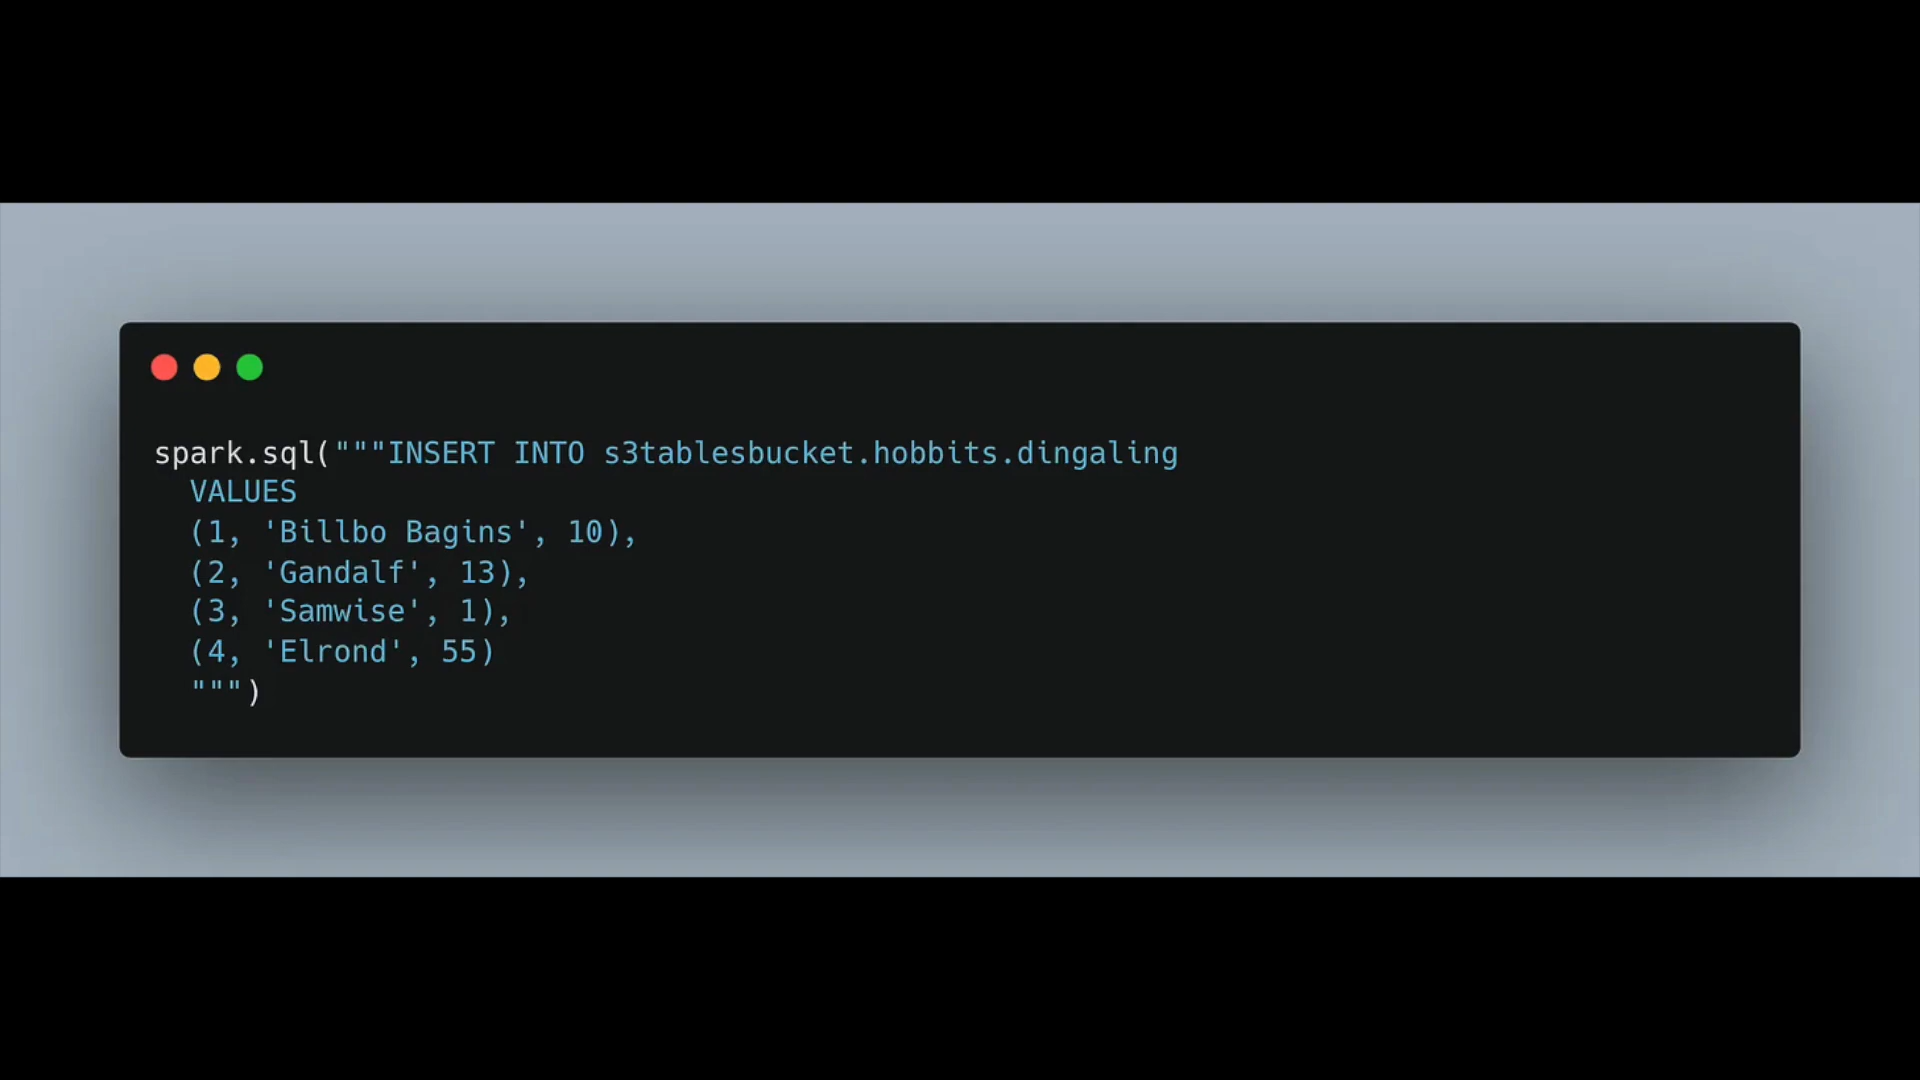 spark.sql("""INSERT INTO s3tablesbucket.hobbits.dingaling
VALUES
(1, 'Billbo Bagins', 10),
(2, 'Gandalf', 13),
(3, 'Samwise', 1),
(4, 'Elrond', 55)
""")